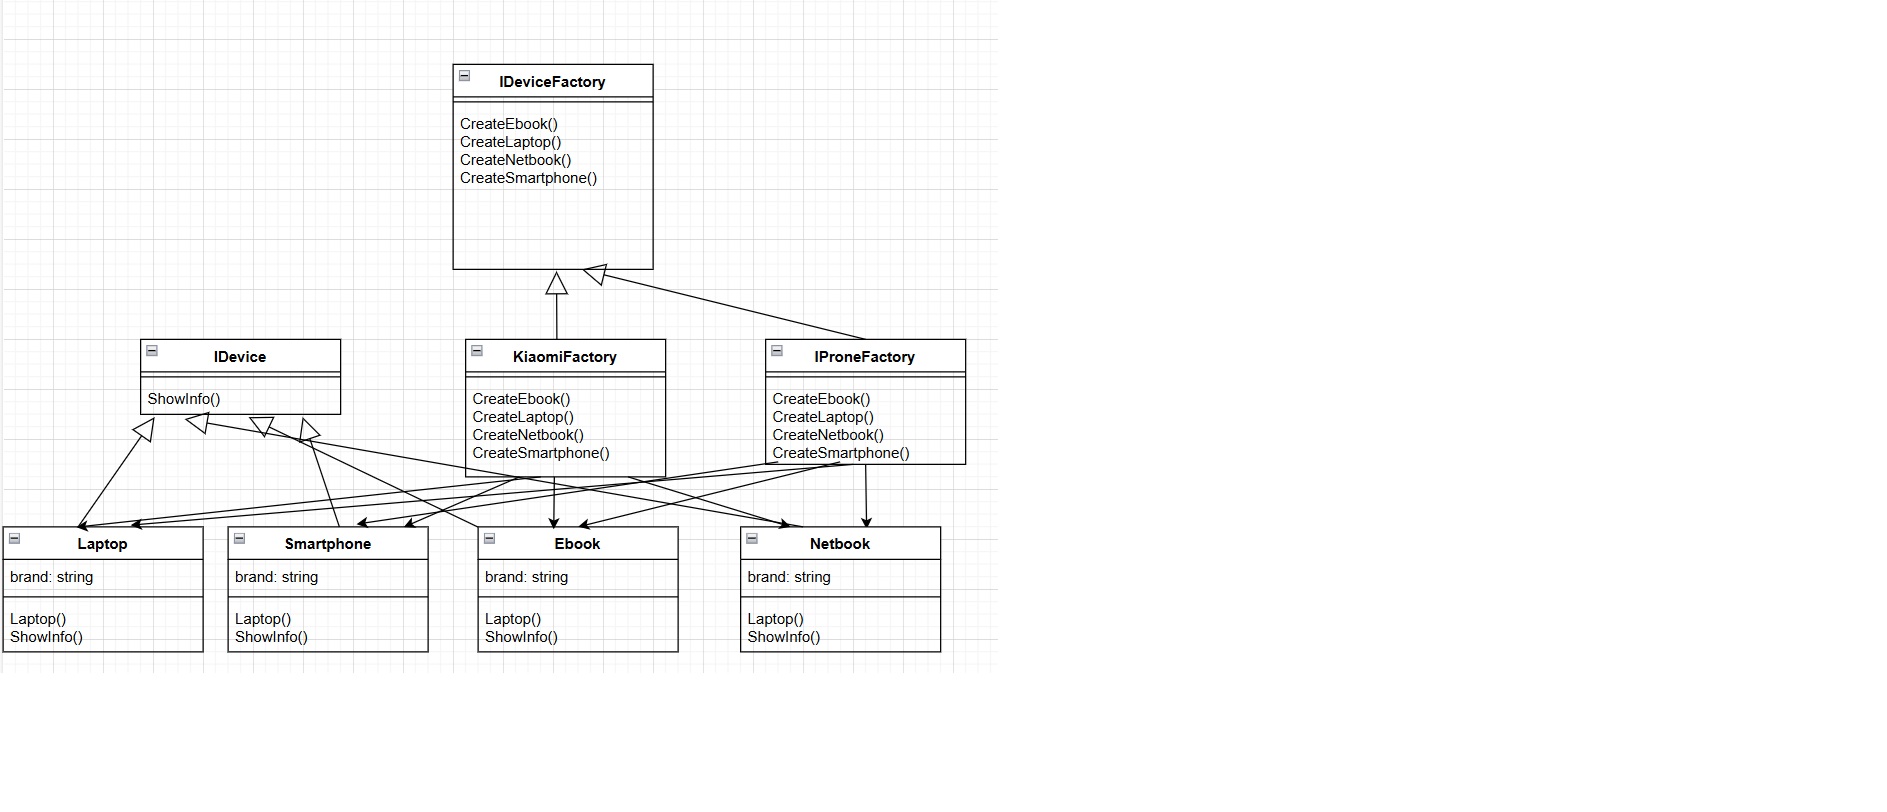 IDeviceFactory
CreateEbook()
CreateLaptop()
CreateNetbook()
CreateSmartphone()
IDevice
ShowInfo()
KiaomiFactory
CreateEbook()
CreateLaptop()
CreateNetbook()
CreateSmartphone()
IProneFactory
CreateEbook()
CreateLaptop()
CreateNetbook()
CreateSmartphone()
Laptop
brand: string
Laptop()
ShowInfo()
Smartphone
brand: string
Laptop()
ShowInfo()
Ebook
brand: string
Laptop()
ShowInfo()
Netbook
brand: string
Laptop()
ShowInfo()